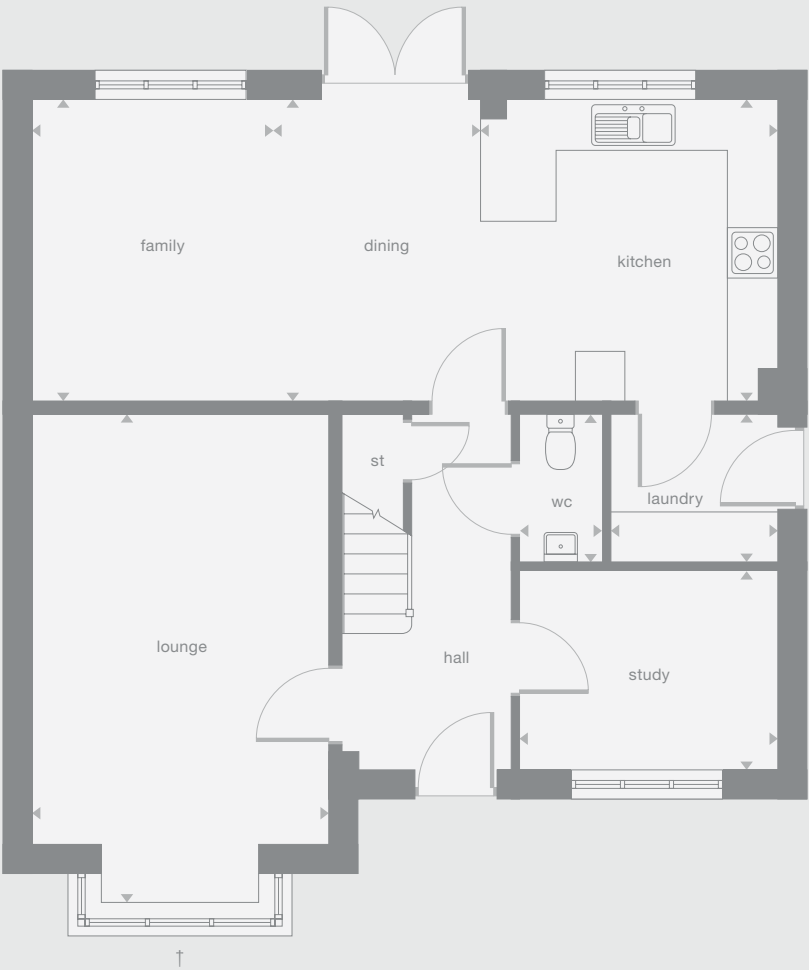 family
dining
kitchen
st
wc
laundry
lounge
hall
study
†